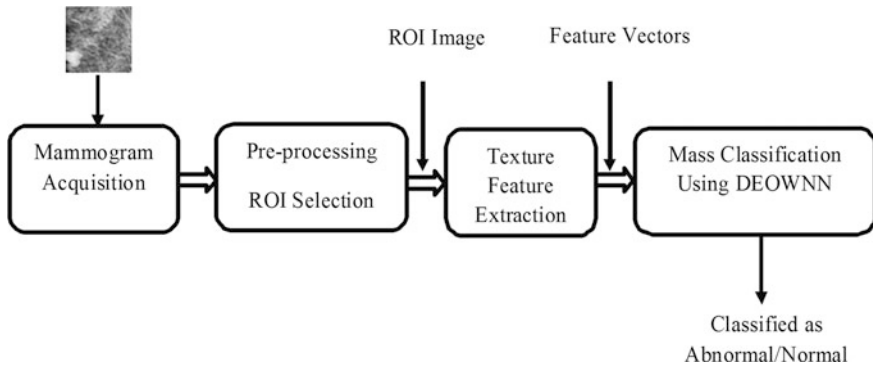 ROI Image
Feature Vectors
Mammogram
Acquisition
Pre-processing
ROI Selection
Texture
Feature
Extraction
Mass Classification
Using DEOWNN
Classified as
Abnormal/Normal